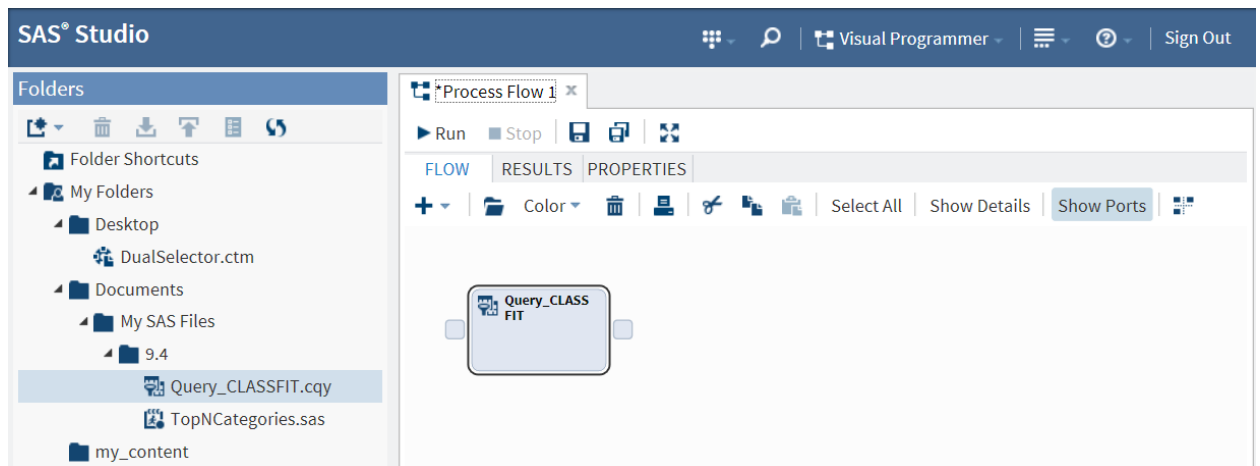 SAS® Studio
Visual Programmer
Sign Out
Folders
Folder Shortcuts
My Folders
Desktop
DualSelector.ctm
Documents
My SAS Files
9.4
Query_CLASSFIT.cqy
TopNCategories.sas
my_content
*Process Flow 1
Run
Stop
FLOW
RESULTS
PROPERTIES
Color
Select All
Show Details
Show Ports
Query_CLASS
FIT